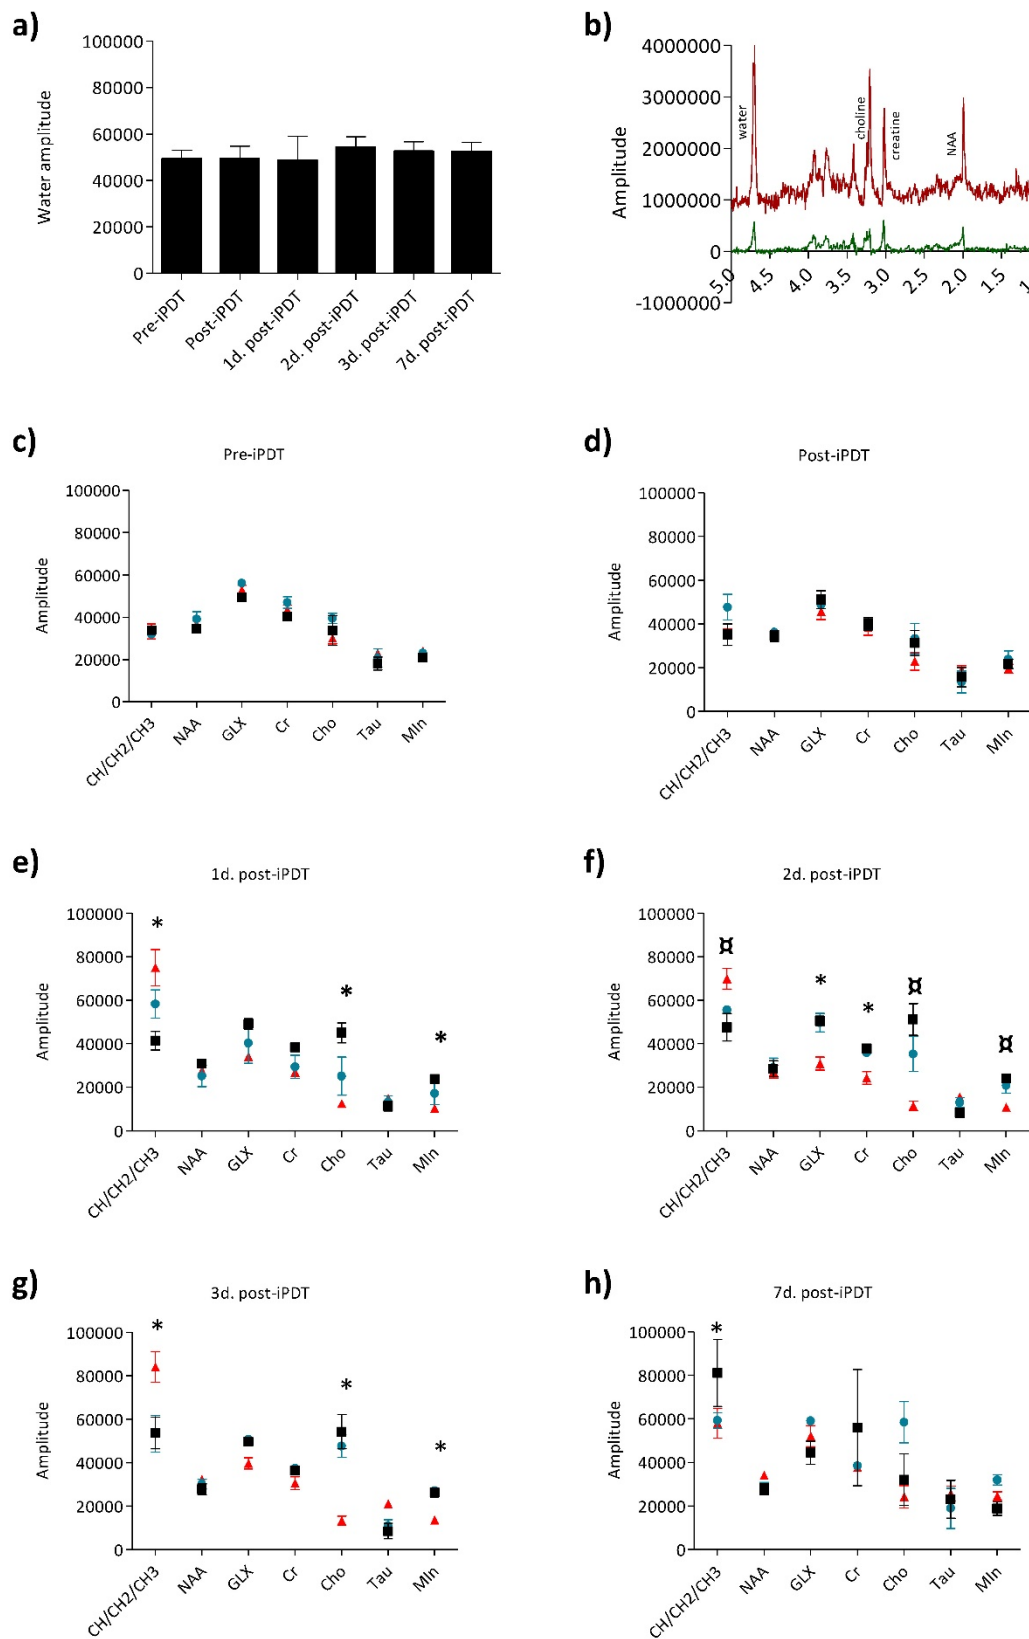 a)
Water amplitude
100000
80000
60000
40000
20000
0
Pre-iPDT
Post-iPDT
1d. post-iPDT
2d. post-iPDT
3d. post-iPDT
7d. post-iPDT
b)
Amplitude
4000000
3000000
2000000
1000000
0
-1000000
water
choline
creatine
NAA
5.0
4.5
4.0
3.5
3.0
2.5
2.0
1.5
c)
Pre-iPDT
Amplitude
100000
80000
60000
40000
20000
0
CH/CH2/CH3
NAA
GLX
Cr
Cho
Tau
MIn
d)
Post-iPDT
Amplitude
100000
80000
60000
40000
20000
0
CH/CH2/CH3
NAA
GLX
Cr
Cho
Tau
MIn
e)
1d. post-iPDT
Amplitude
100000
80000
60000
40000
20000
0
*
*
*
CH/CH2/CH3
NAA
GLX
Cr
Cho
Tau
MIn
f)
2d. post-iPDT
Amplitude
100000
80000
60000
40000
20000
0
¤
*
*
¤
¤
CH/CH2/CH3
NAA
GLX
Cr
Cho
Tau
MIn
g)
3d. post-iPDT
Amplitude
100000
80000
60000
40000
20000
0
*
*
*
CH/CH2/CH3
NAA
GLX
Cr
Cho
Tau
MIn
h)
7d. post-iPDT
Amplitude
100000
80000
60000
40000
20000
0
*
CH/CH2/CH3
NAA
GLX
Cr
Cho
Tau
MIn